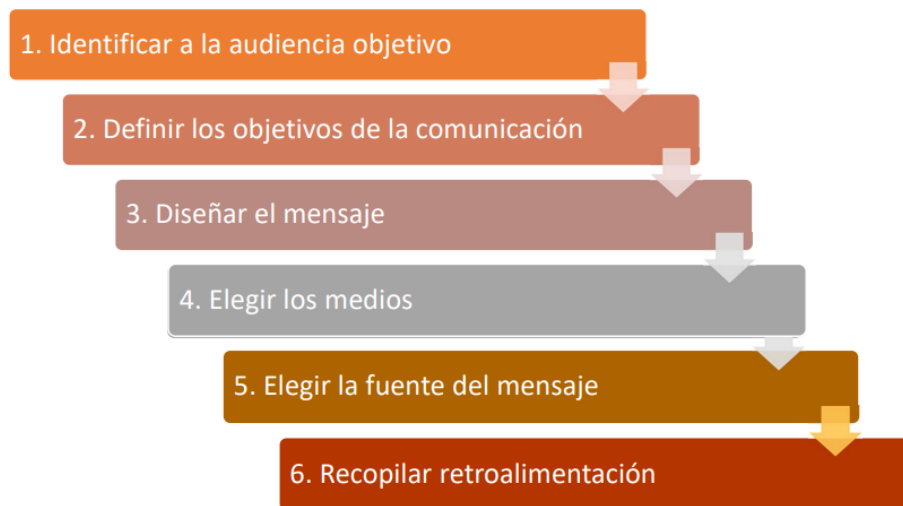 1. Identificar a la audiencia objetivo
2. Definir los objetivos de la comunicación
3. Diseñar el mensaje
4. Elegir los medios
5. Elegir la fuente del mensaje
6. Recopilar retroalimentación